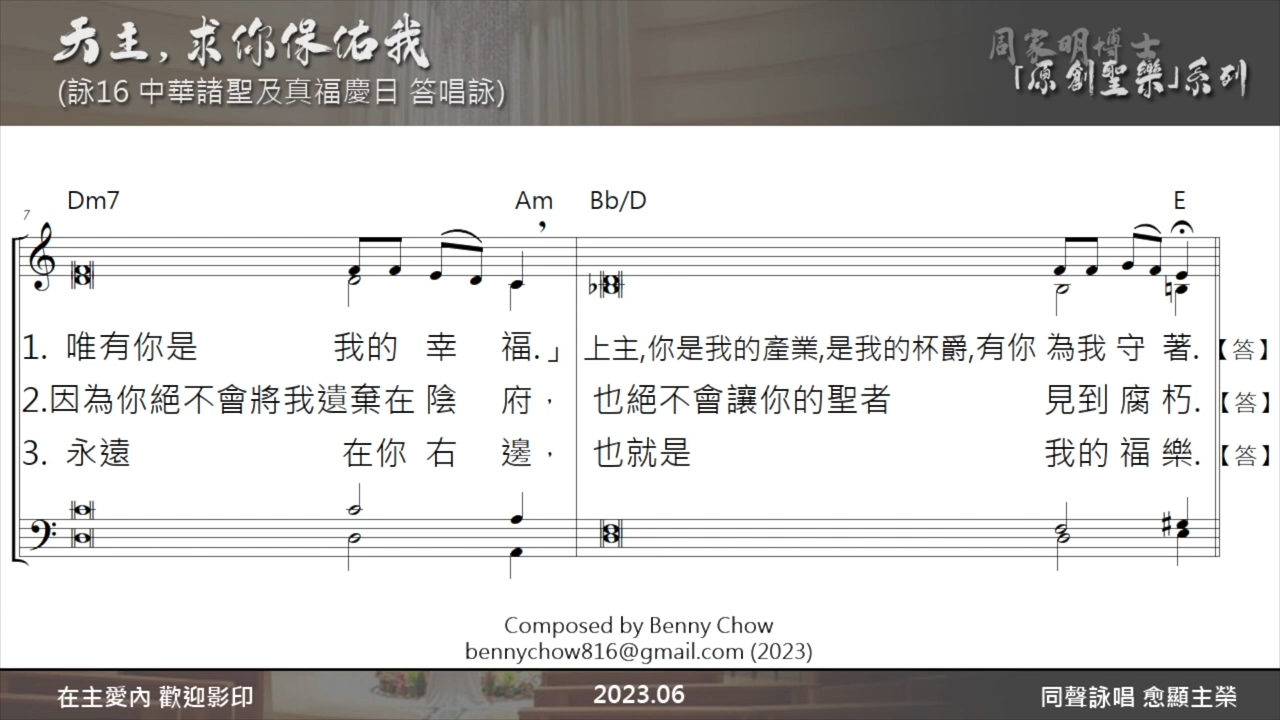 天主,求你保佑我
(詠16 中華諸聖及真福慶日 答唱詠)
周家明博士
「原創聖樂」系列
Dm7 Am Bb/D E
7
1. 唯有你是 我的 幸 福.」 上主,你是我的產業,是我的杯爵,有你 為我 守 著.【答】
2.因為你絕不會將我遺棄在 陰 府, 也絕不會讓你的聖者 見到 腐 朽.【答】
3. 永遠 在你 右 邊, 也就是 我的 福 樂.【答】
Composed by Benny Chow
bennychow816@gmail.com (2023)
在主愛內 歡迎影印
2023.06
同聲詠唱 愈顯主榮